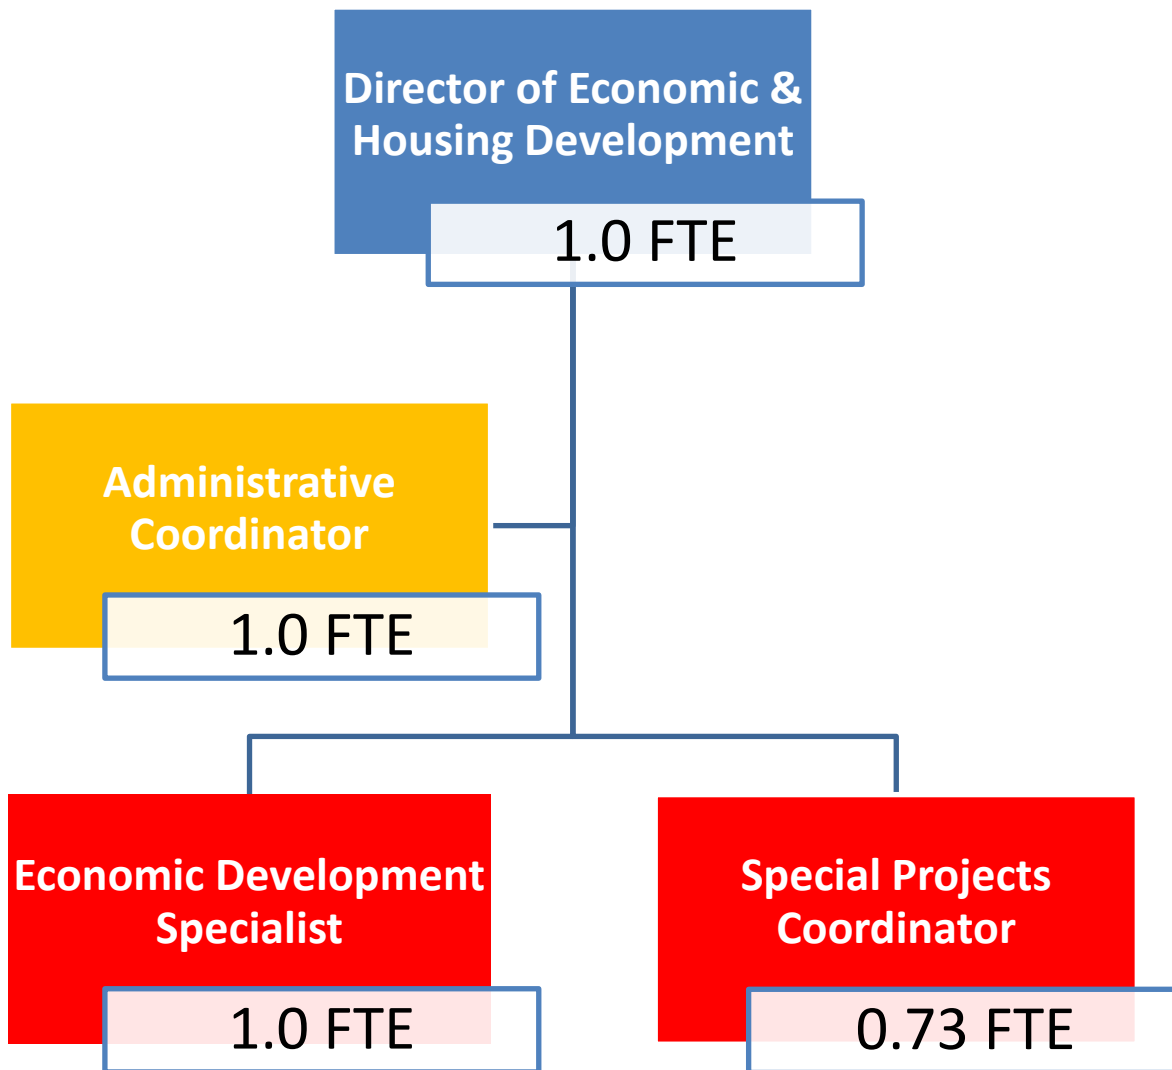 Director of Economic &
Housing Development
1.0 FTE
Administrative
Coordinator
1.0 FTE
Economic Development
Specialist
1.0 FTE
Special Projects
Coordinator
0.73 FTE